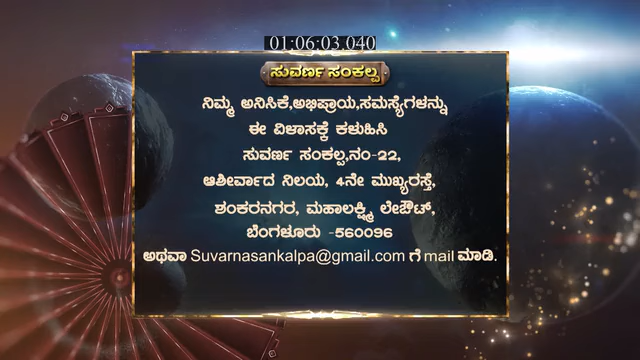 01:06:03.040
ಸುವರ್ಣ ಸಂಕಲ್ಪ
ನಿಮ್ಮ ಅನಿಸಿಕೆ,ಅಭಿಪ್ರಾಯ,ಸಮಸ್ಯೆಗಳನ್ನು
ಈ ವಿಳಾಸಕ್ಕೆ ಕಳುಹಿಸಿ
ಸುವರ್ಣ ಸಂಕಲ್ಪ,ನಂ-22,
ಆಶೀರ್ವಾದ ನಿಲಯ, 4ನೇ ಮುಖ್ಯರಸ್ತೆ,
ಶಂಕರನಗರ, ಮಹಾಲಕ್ಷ್ಮಿ ಲೇಔಟ್,
ಬೆಂಗಳೂರು -560096
ಅಥವಾ Suvarnasankalpa@gmail.com ಗೆ mail ಮಾಡಿ.